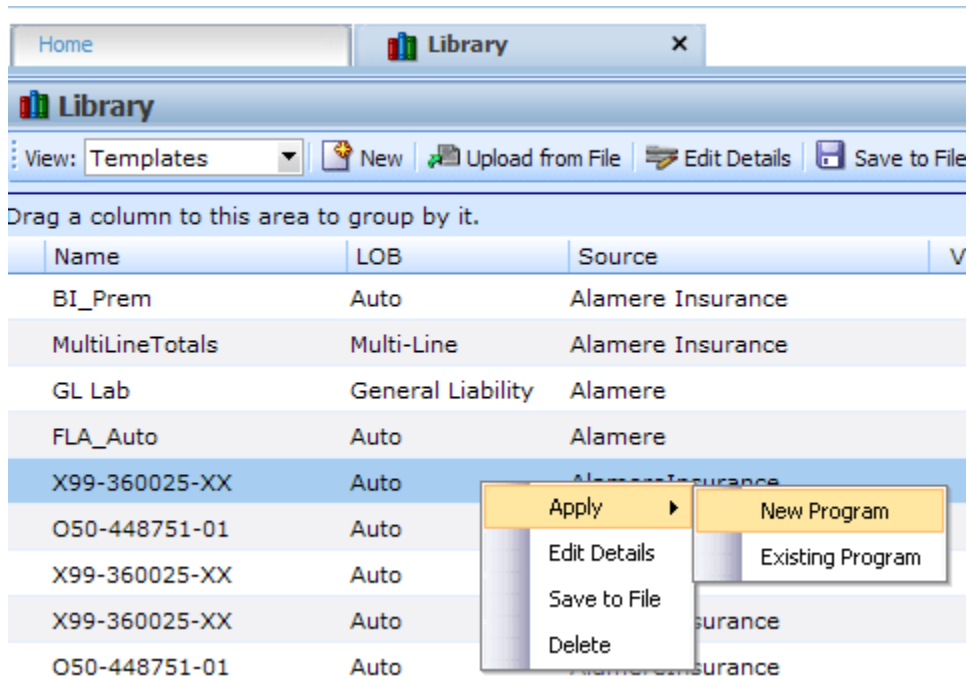 Home Library ×
Library
View: Templates New Upload from File Edit Details Save to File
Drag a column to this area to group by it.
Name LOB Source V
BI_Prem Auto Alamere Insurance
MultiLineTotals Multi-Line Alamere Insurance
GL Lab General Liability Alamere
FLA_Auto Auto Alamere
X99-360025-XX Auto AlamereInsurance
Apply New Program
O50-448751-01 Auto
Edit Details Existing Program
X99-360025-XX Auto
Save to File
X99-360025-XX Auto surance
Delete
O50-448751-01 Auto AlamereInsurance